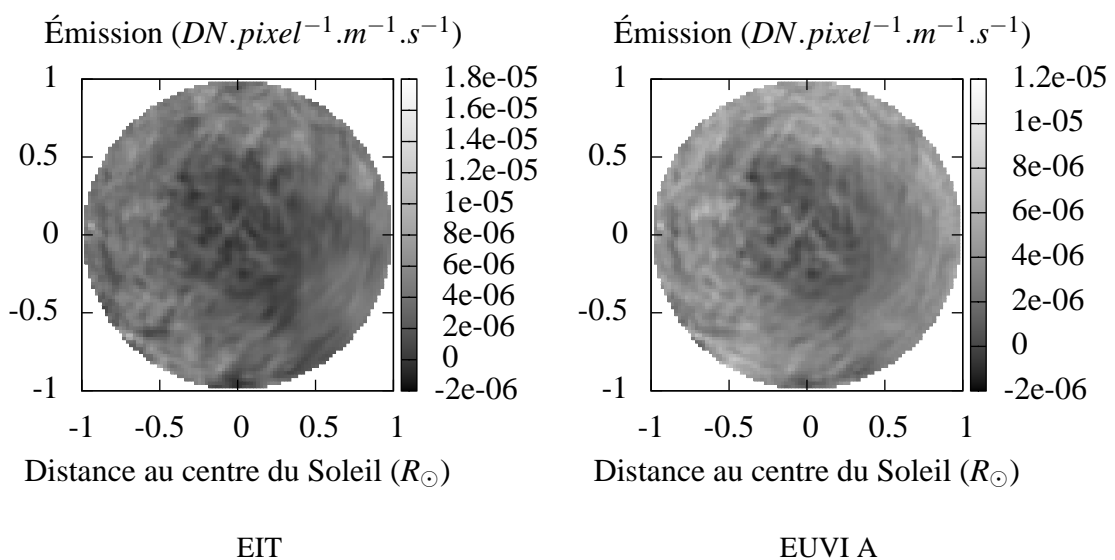 Émission (DN.pixel⁻¹.m⁻¹.s⁻¹)
1
0.5
0
-0.5
-1
-1 -0.5 0 0.5 1
1.8e-05
1.6e-05
1.4e-05
1.2e-05
1e-05
8e-06
6e-06
4e-06
2e-06
0
-2e-06
Distance au centre du Soleil (R☉)
EIT
Émission (DN.pixel⁻¹.m⁻¹.s⁻¹)
1
0.5
0
-0.5
-1
-1 -0.5 0 0.5 1
1.2e-05
1e-05
8e-06
6e-06
4e-06
2e-06
0
-2e-06
Distance au centre du Soleil (R☉)
EUVI A